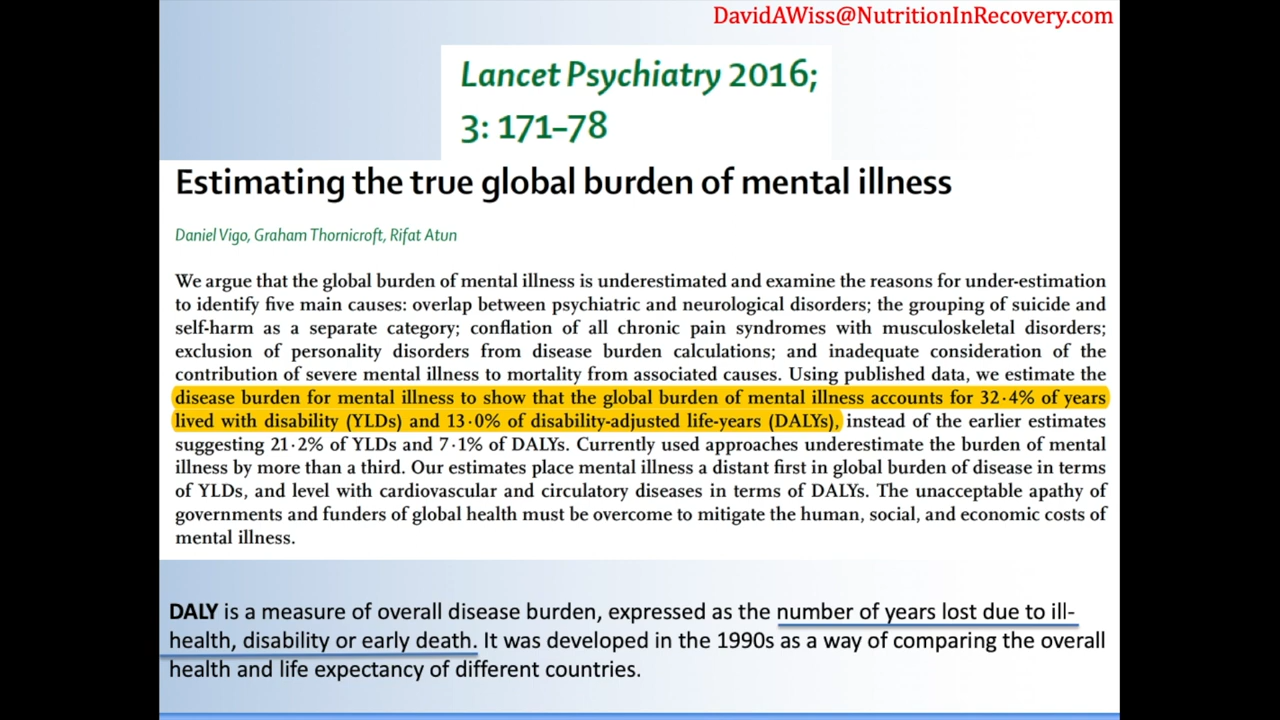 DavidAWiss@NutritionInRecovery.com
Lancet Psychiatry 2016;
3: 171–78
Estimating the true global burden of mental illness
Daniel Vigo, Graham Thornicroft, Rifat Atun
We argue that the global burden of mental illness is underestimated and examine the reasons for under-estimation
to identify five main causes: overlap between psychiatric and neurological disorders; the grouping of suicide and
self-harm as a separate category; conflation of all chronic pain syndromes with musculoskeletal disorders;
exclusion of personality disorders from disease burden calculations; and inadequate consideration of the
contribution of severe mental illness to mortality from associated causes. Using published data, we estimate the
disease burden for mental illness to show that the global burden of mental illness accounts for 32·4% of years
lived with disability (YLDs) and 13·0% of disability-adjusted life-years (DALYs), instead of the earlier estimates
suggesting 21·2% of YLDs and 7·1% of DALYs. Currently used approaches underestimate the burden of mental
illness by more than a third. Our estimates place mental illness a distant first in global burden of disease in terms
of YLDs, and level with cardiovascular and circulatory diseases in terms of DALYs. The unacceptable apathy of
governments and funders of global health must be overcome to mitigate the human, social, and economic costs of
mental illness.
DALY is a measure of overall disease burden, expressed as the number of years lost due to ill-
health, disability or early death. It was developed in the 1990s as a way of comparing the overall
health and life expectancy of different countries.